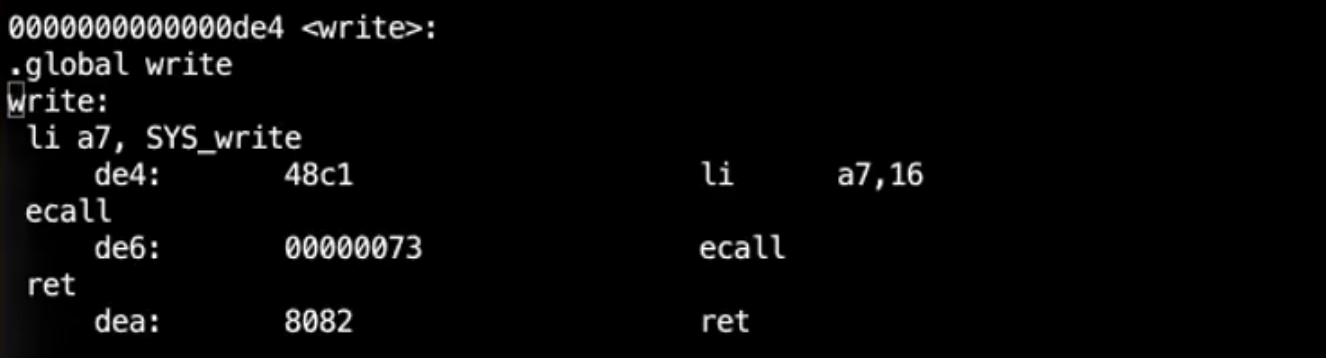 0000000000000de4 <write>:
.global write
write:
li a7, SYS_write
de4: 48c1 li a7,16
ecall
de6: 00000073 ecall
ret
dea: 8082 ret